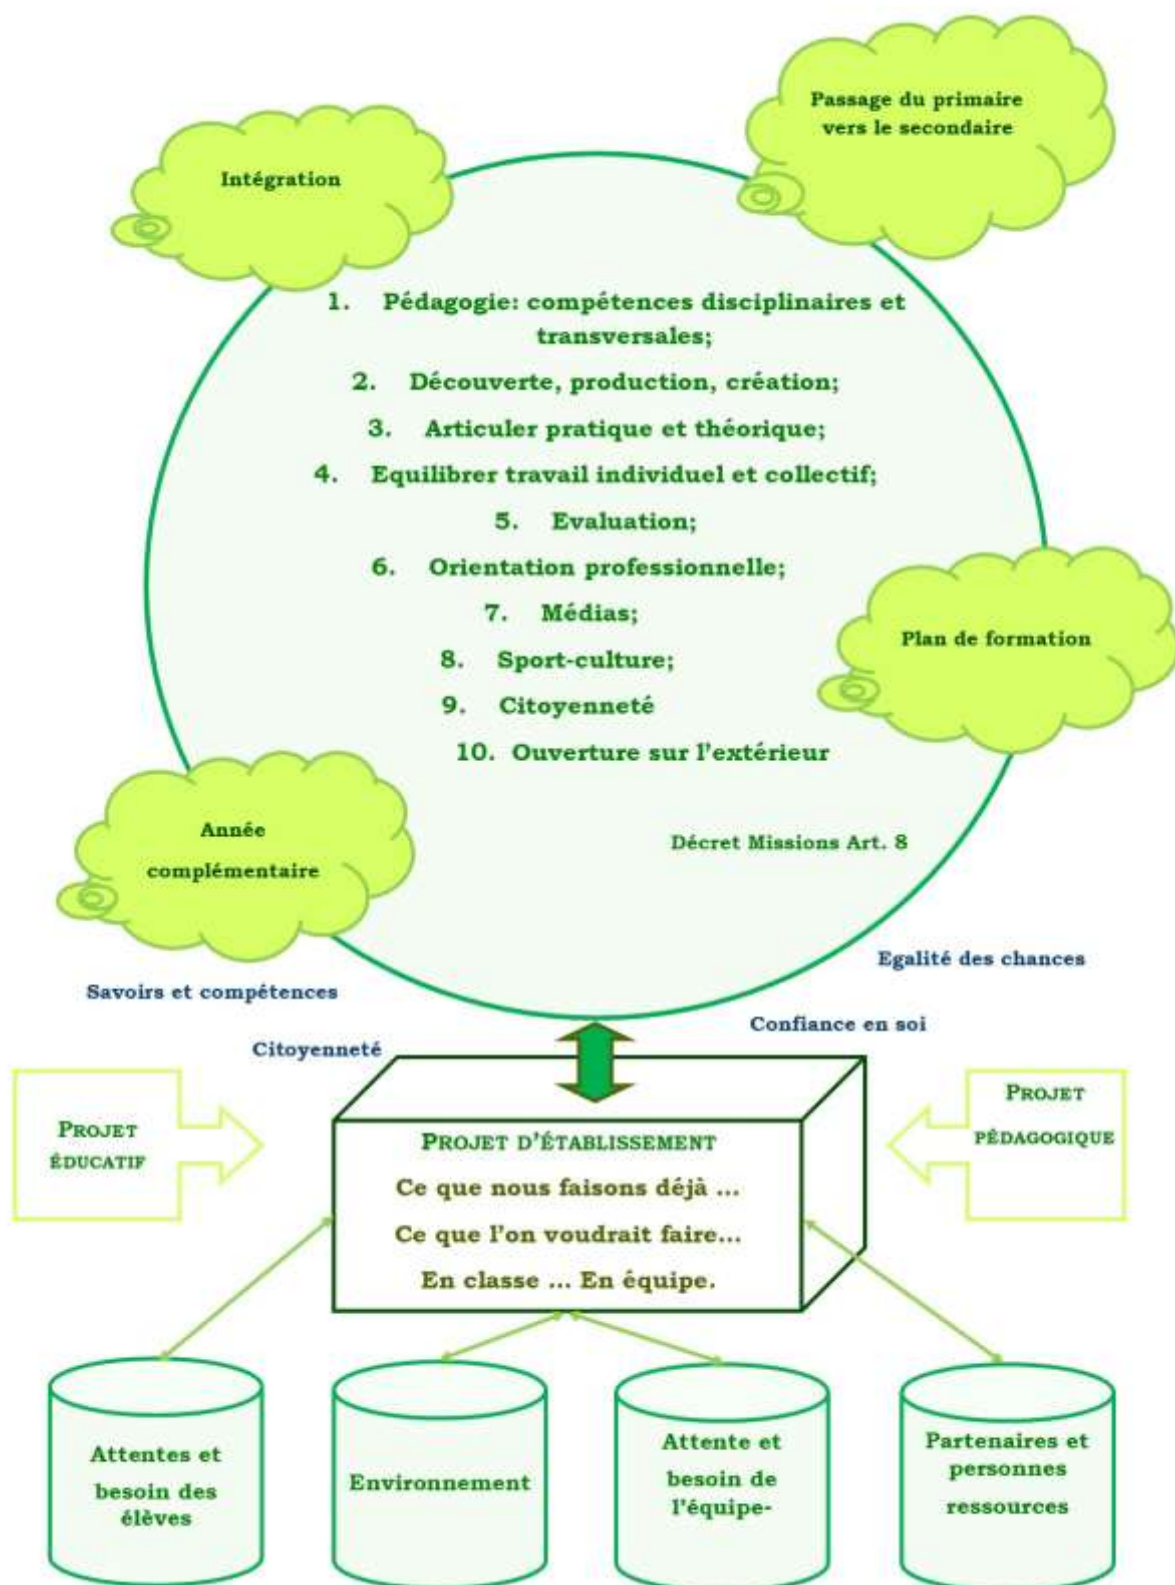 Passage du primaire
vers le secondaire
Intégration
1. Pédagogie: compétences disciplinaires et
transversales;
2. Découverte, production, création;
3. Articuler pratique et théorique;
4. Equilibrer travail individuel et collectif;
5. Evaluation;
6. Orientation professionnelle;
7. Médias;
8. Sport-culture;
9. Citoyenneté
10. Ouverture sur l'extérieur
Plan de formation
Année
complémentaire
Décret Missions Art. 8
Egalité des chances
Savoirs et compétences
Confiance en soi
Citoyenneté
PROJET
ÉDUCATIF
PROJET
PÉDAGOGIQUE
PROJET D'ÉTABLISSEMENT
Ce que nous faisons déjà ...
Ce que l'on voudrait faire...
En classe ... En équipe.
Attentes et
besoin des
élèves
Environnement
Attente et
besoin de
l'équipe-
Partenaires et
personnes
ressources